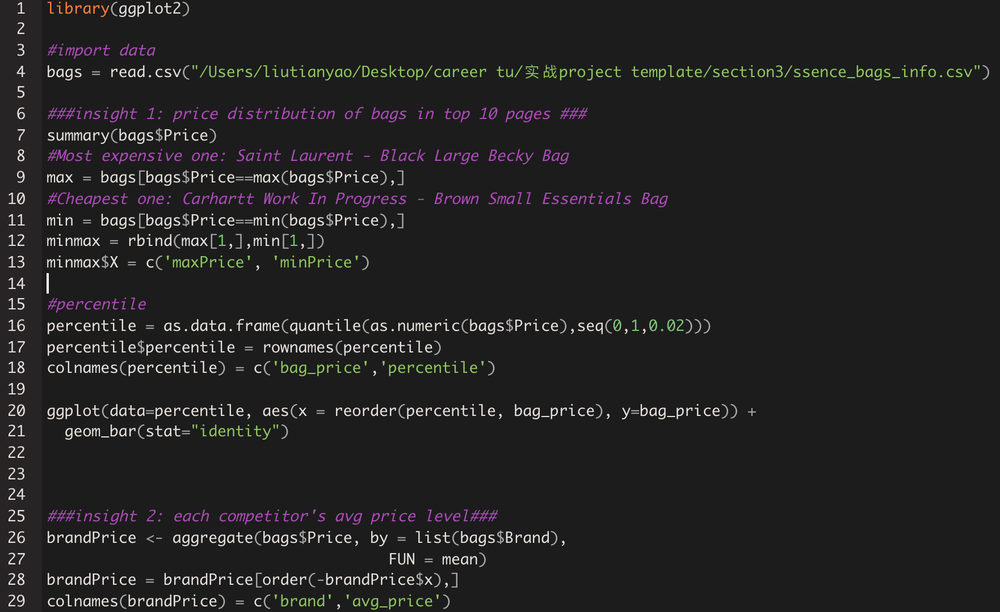 1 library(ggplot2)
2
3 #import data
4 bags = read.csv("/Users/liutianyao/Desktop/career tu/实战project template/section3/ssence_bags_info.csv")
5
6 ###insight 1: price distribution of bags in top 10 pages ###
7 summary(bags$Price)
8 #Most expensive one: Saint Laurent - Black Large Becky Bag
9 max = bags[bags$Price==max(bags$Price),]
10 #Cheapest one: Carhartt Work In Progress - Brown Small Essentials Bag
11 min = bags[bags$Price==min(bags$Price),]
12 minmax = rbind(max[1,],min[1,])
13 minmax$X = c('maxPrice', 'minPrice')
14
15 #percentile
16 percentile = as.data.frame(quantile(as.numeric(bags$Price),seq(0,1,0.02)))
17 percentile$percentile = rownames(percentile)
18 colnames(percentile) = c('bag_price','percentile')
19
20 ggplot(data=percentile, aes(x = reorder(percentile, bag_price), y=bag_price)) +
21   geom_bar(stat="identity")
22
23
24
25 ###insight 2: each competitor's avg price level###
26 brandPrice <- aggregate(bags$Price, by = list(bags$Brand),
27                                       FUN = mean)
28 brandPrice = brandPrice[order(-brandPrice$x),]
29 colnames(brandPrice) = c('brand','avg_price')